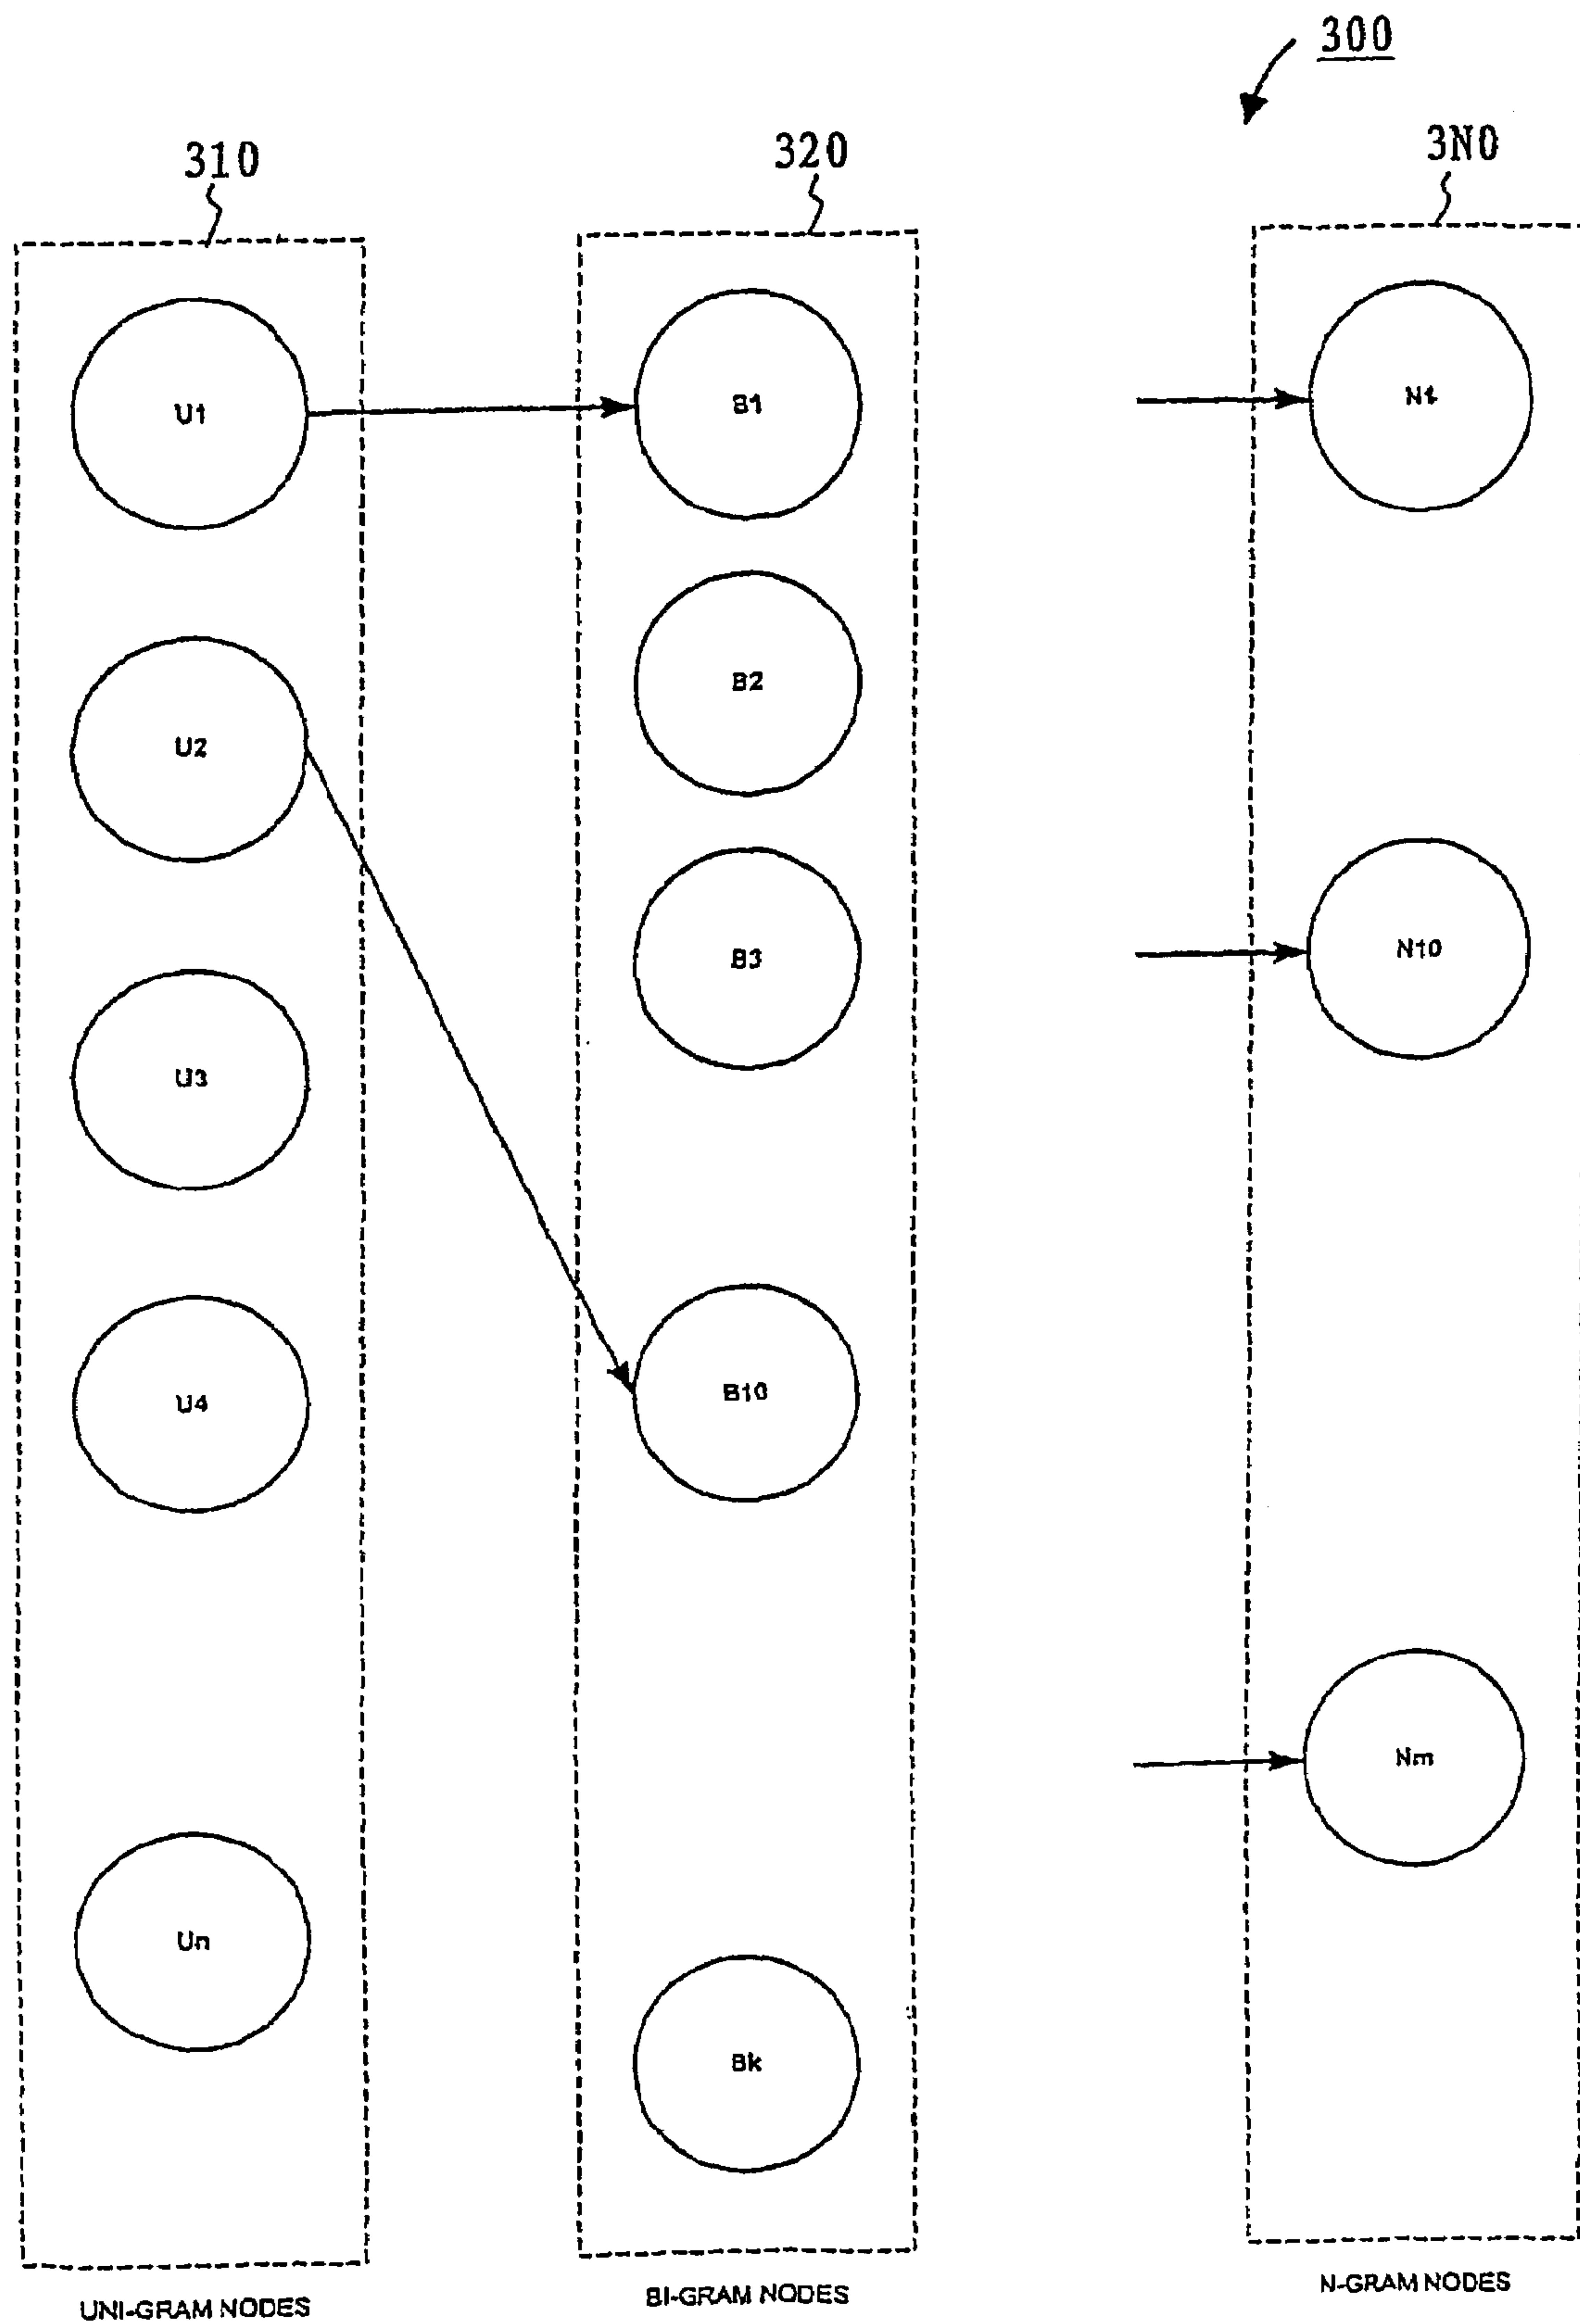 300
310
320
3N0
U1
B1
N1
U2
B2
B3
N10
U3
U4
B10
Nm
Un
Bk
UNI-GRAM NODES
BI-GRAM NODES
N-GRAM NODES